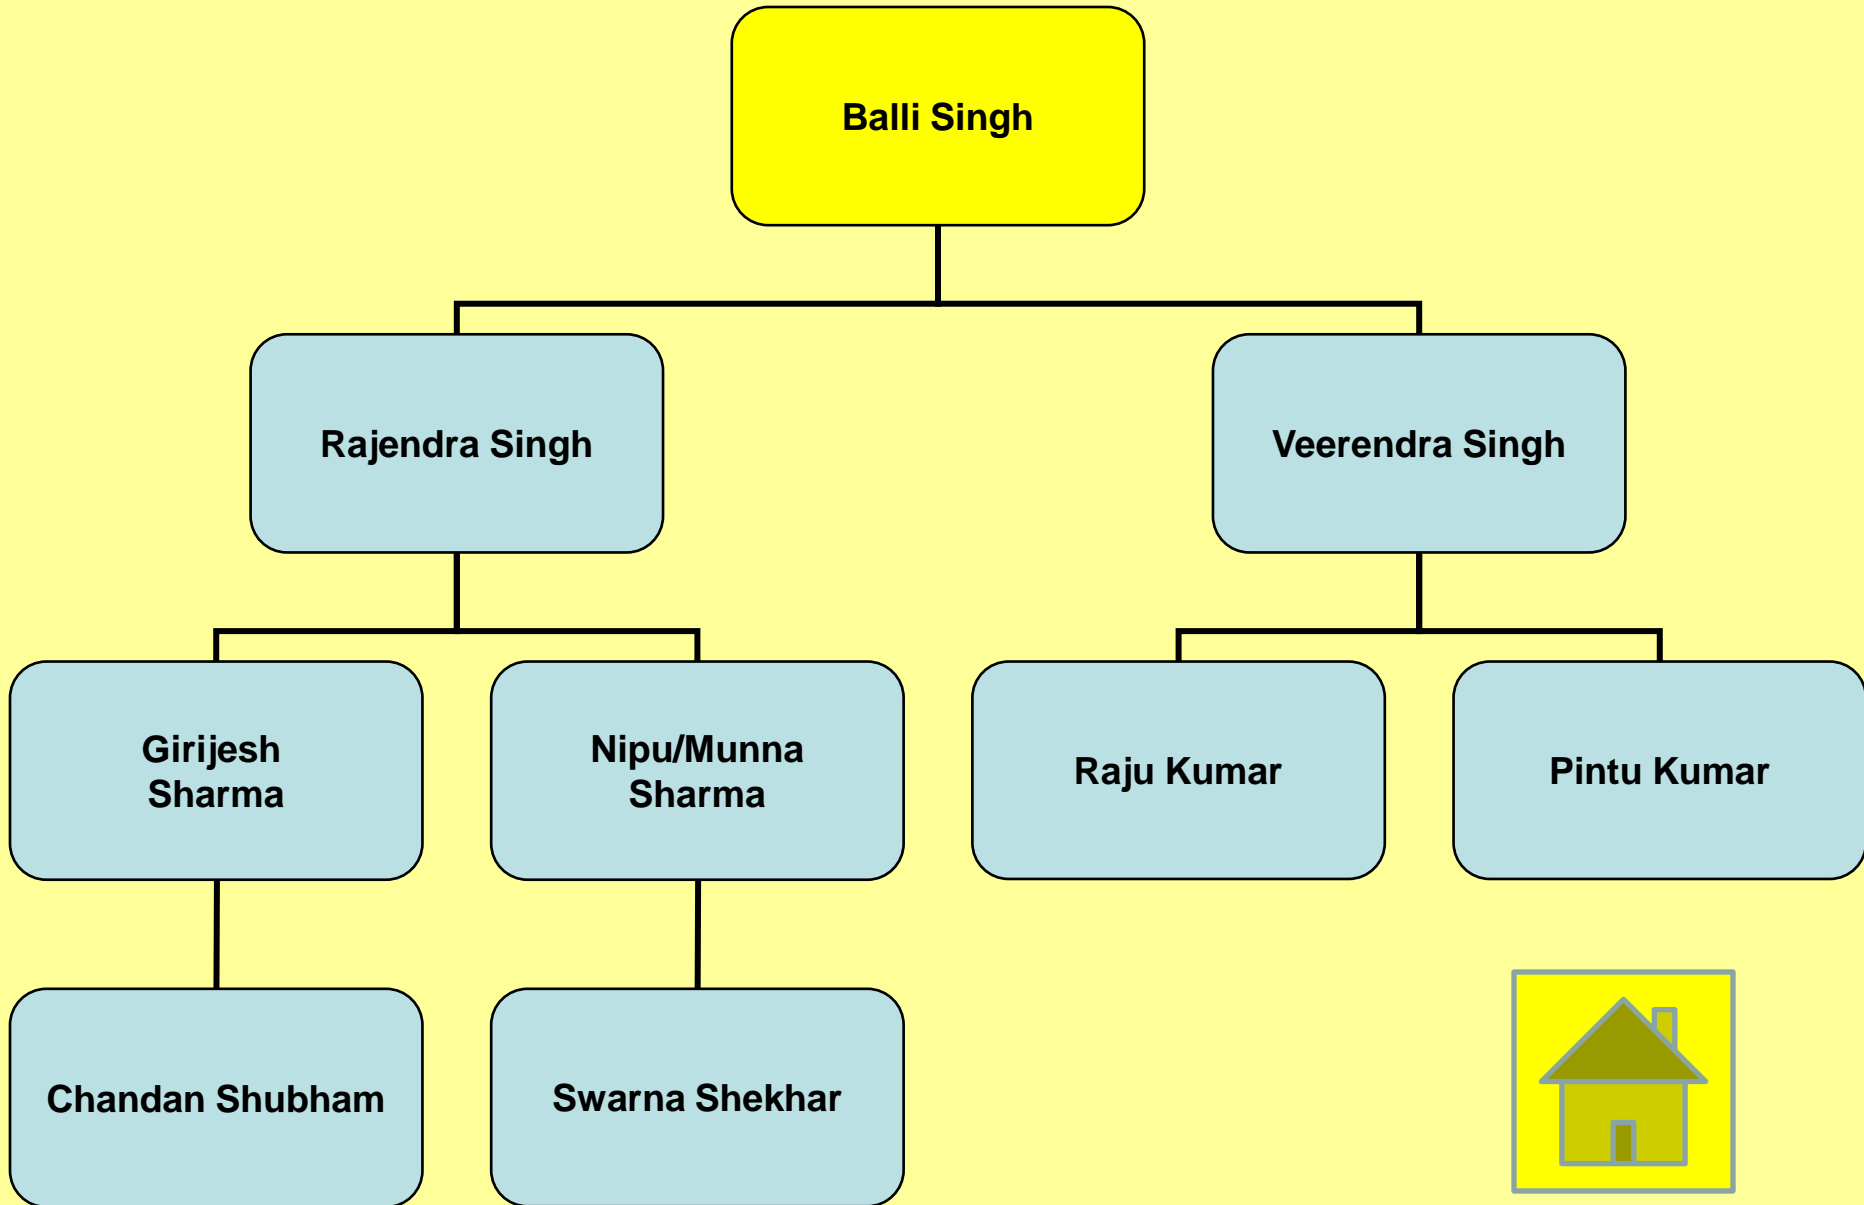 Balli Singh
Rajendra Singh
Veerendra Singh
Girijesh
Sharma
Nipu/Munna
Sharma
Raju Kumar
Pintu Kumar
Chandan Shubham
Swarna Shekhar